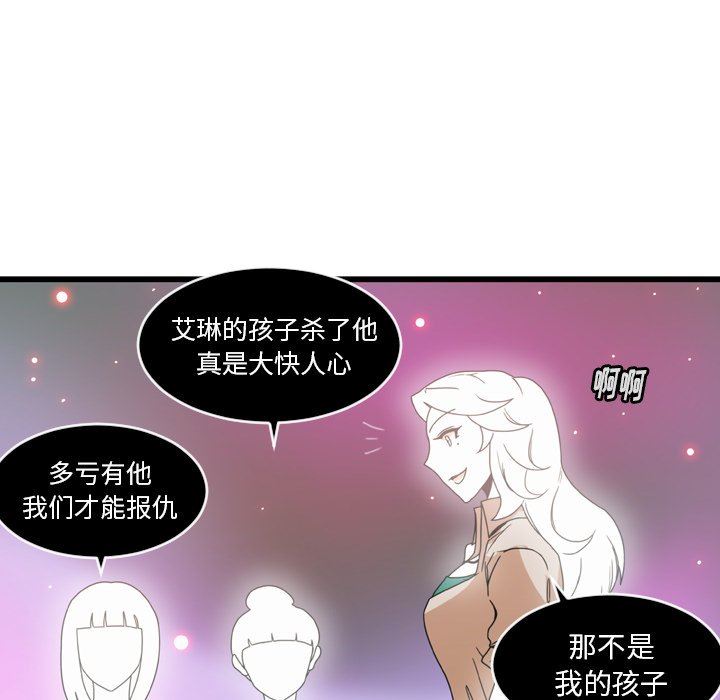 艾琳的孩子杀了他
真是大快人心
啊啊
多亏有他
我们才能报仇
那不是
我的孩子